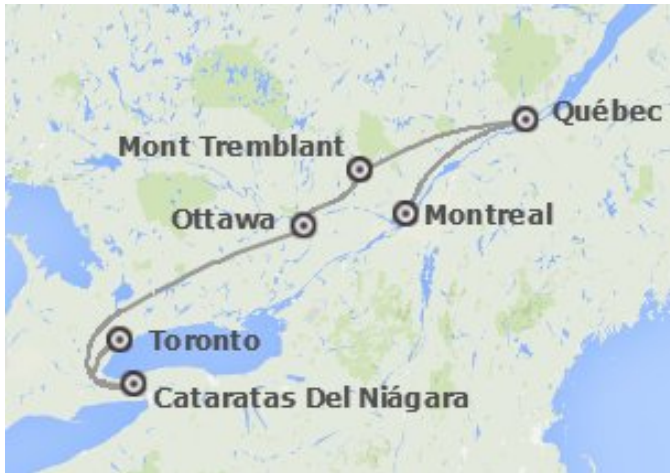 Québec
Mont Tremblant
Ottawa
Montreal
Toronto
Cataratas Del Niágara